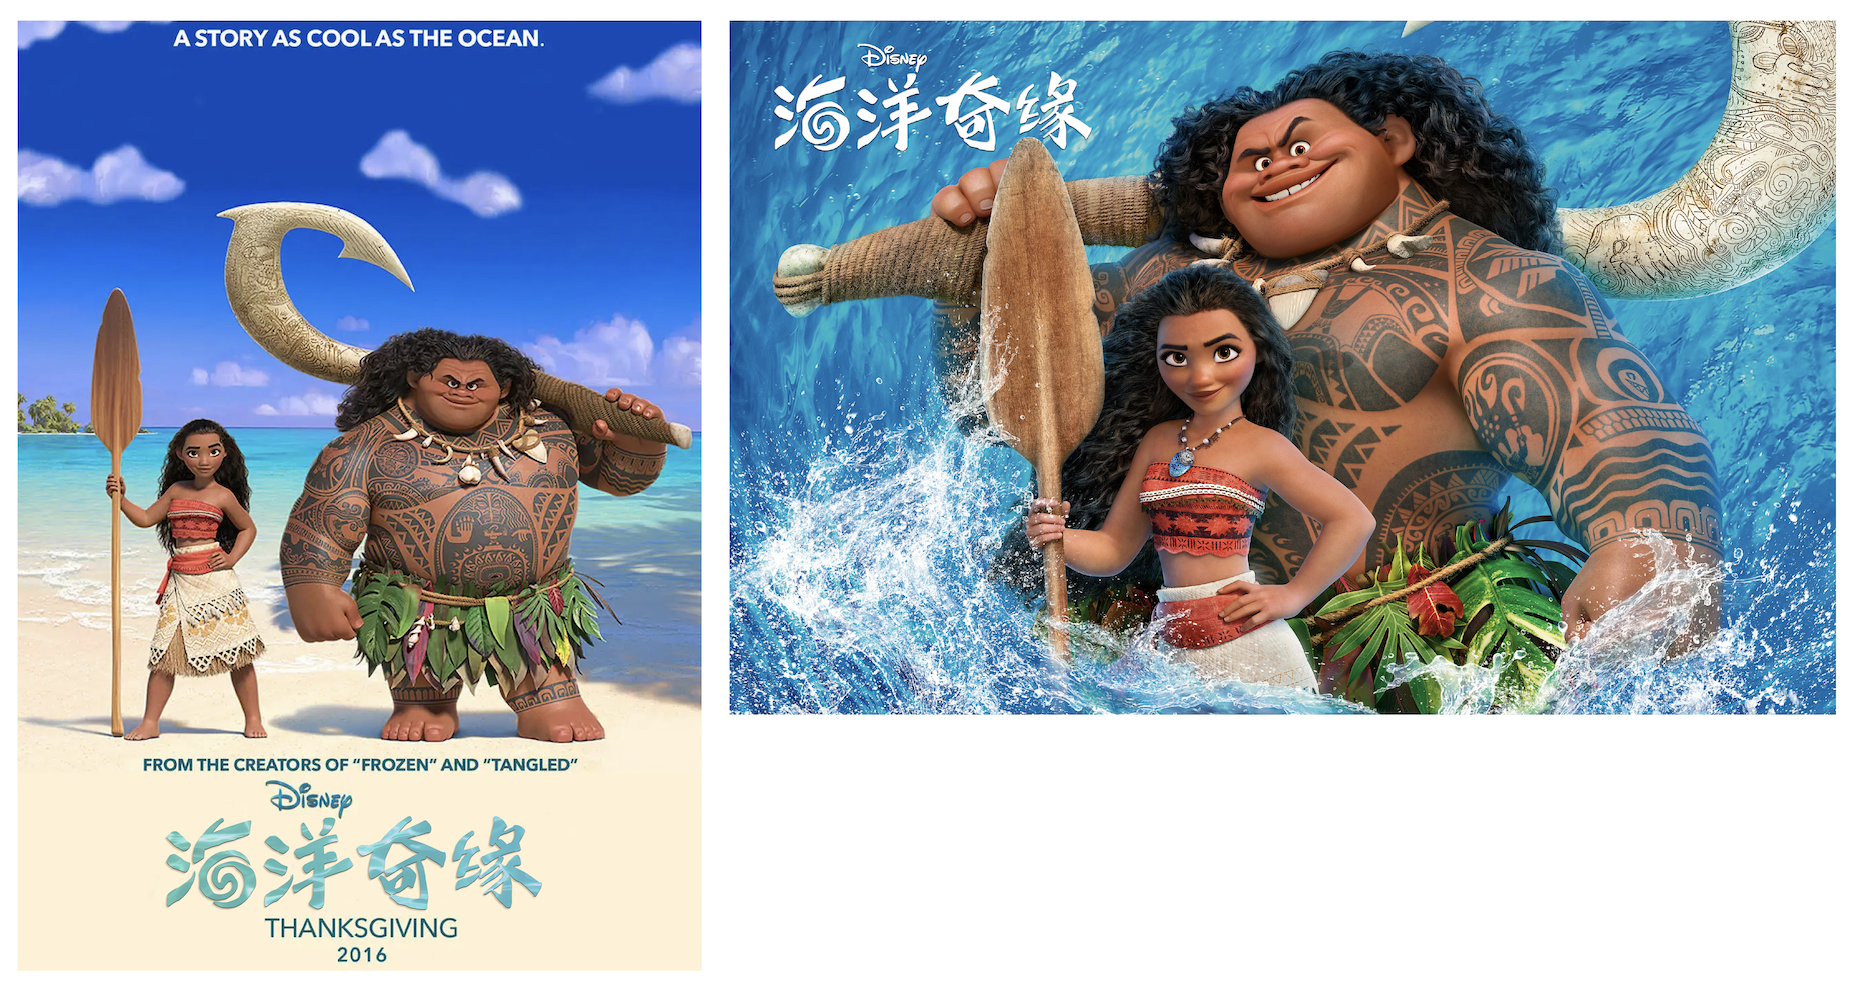 A STORY AS COOL AS THE OCEAN.
FROM THE CREATORS OF “FROZEN” AND “TANGLED”
Disney
海洋奇缘
THANKSGIVING
2016
Disney
海洋奇缘